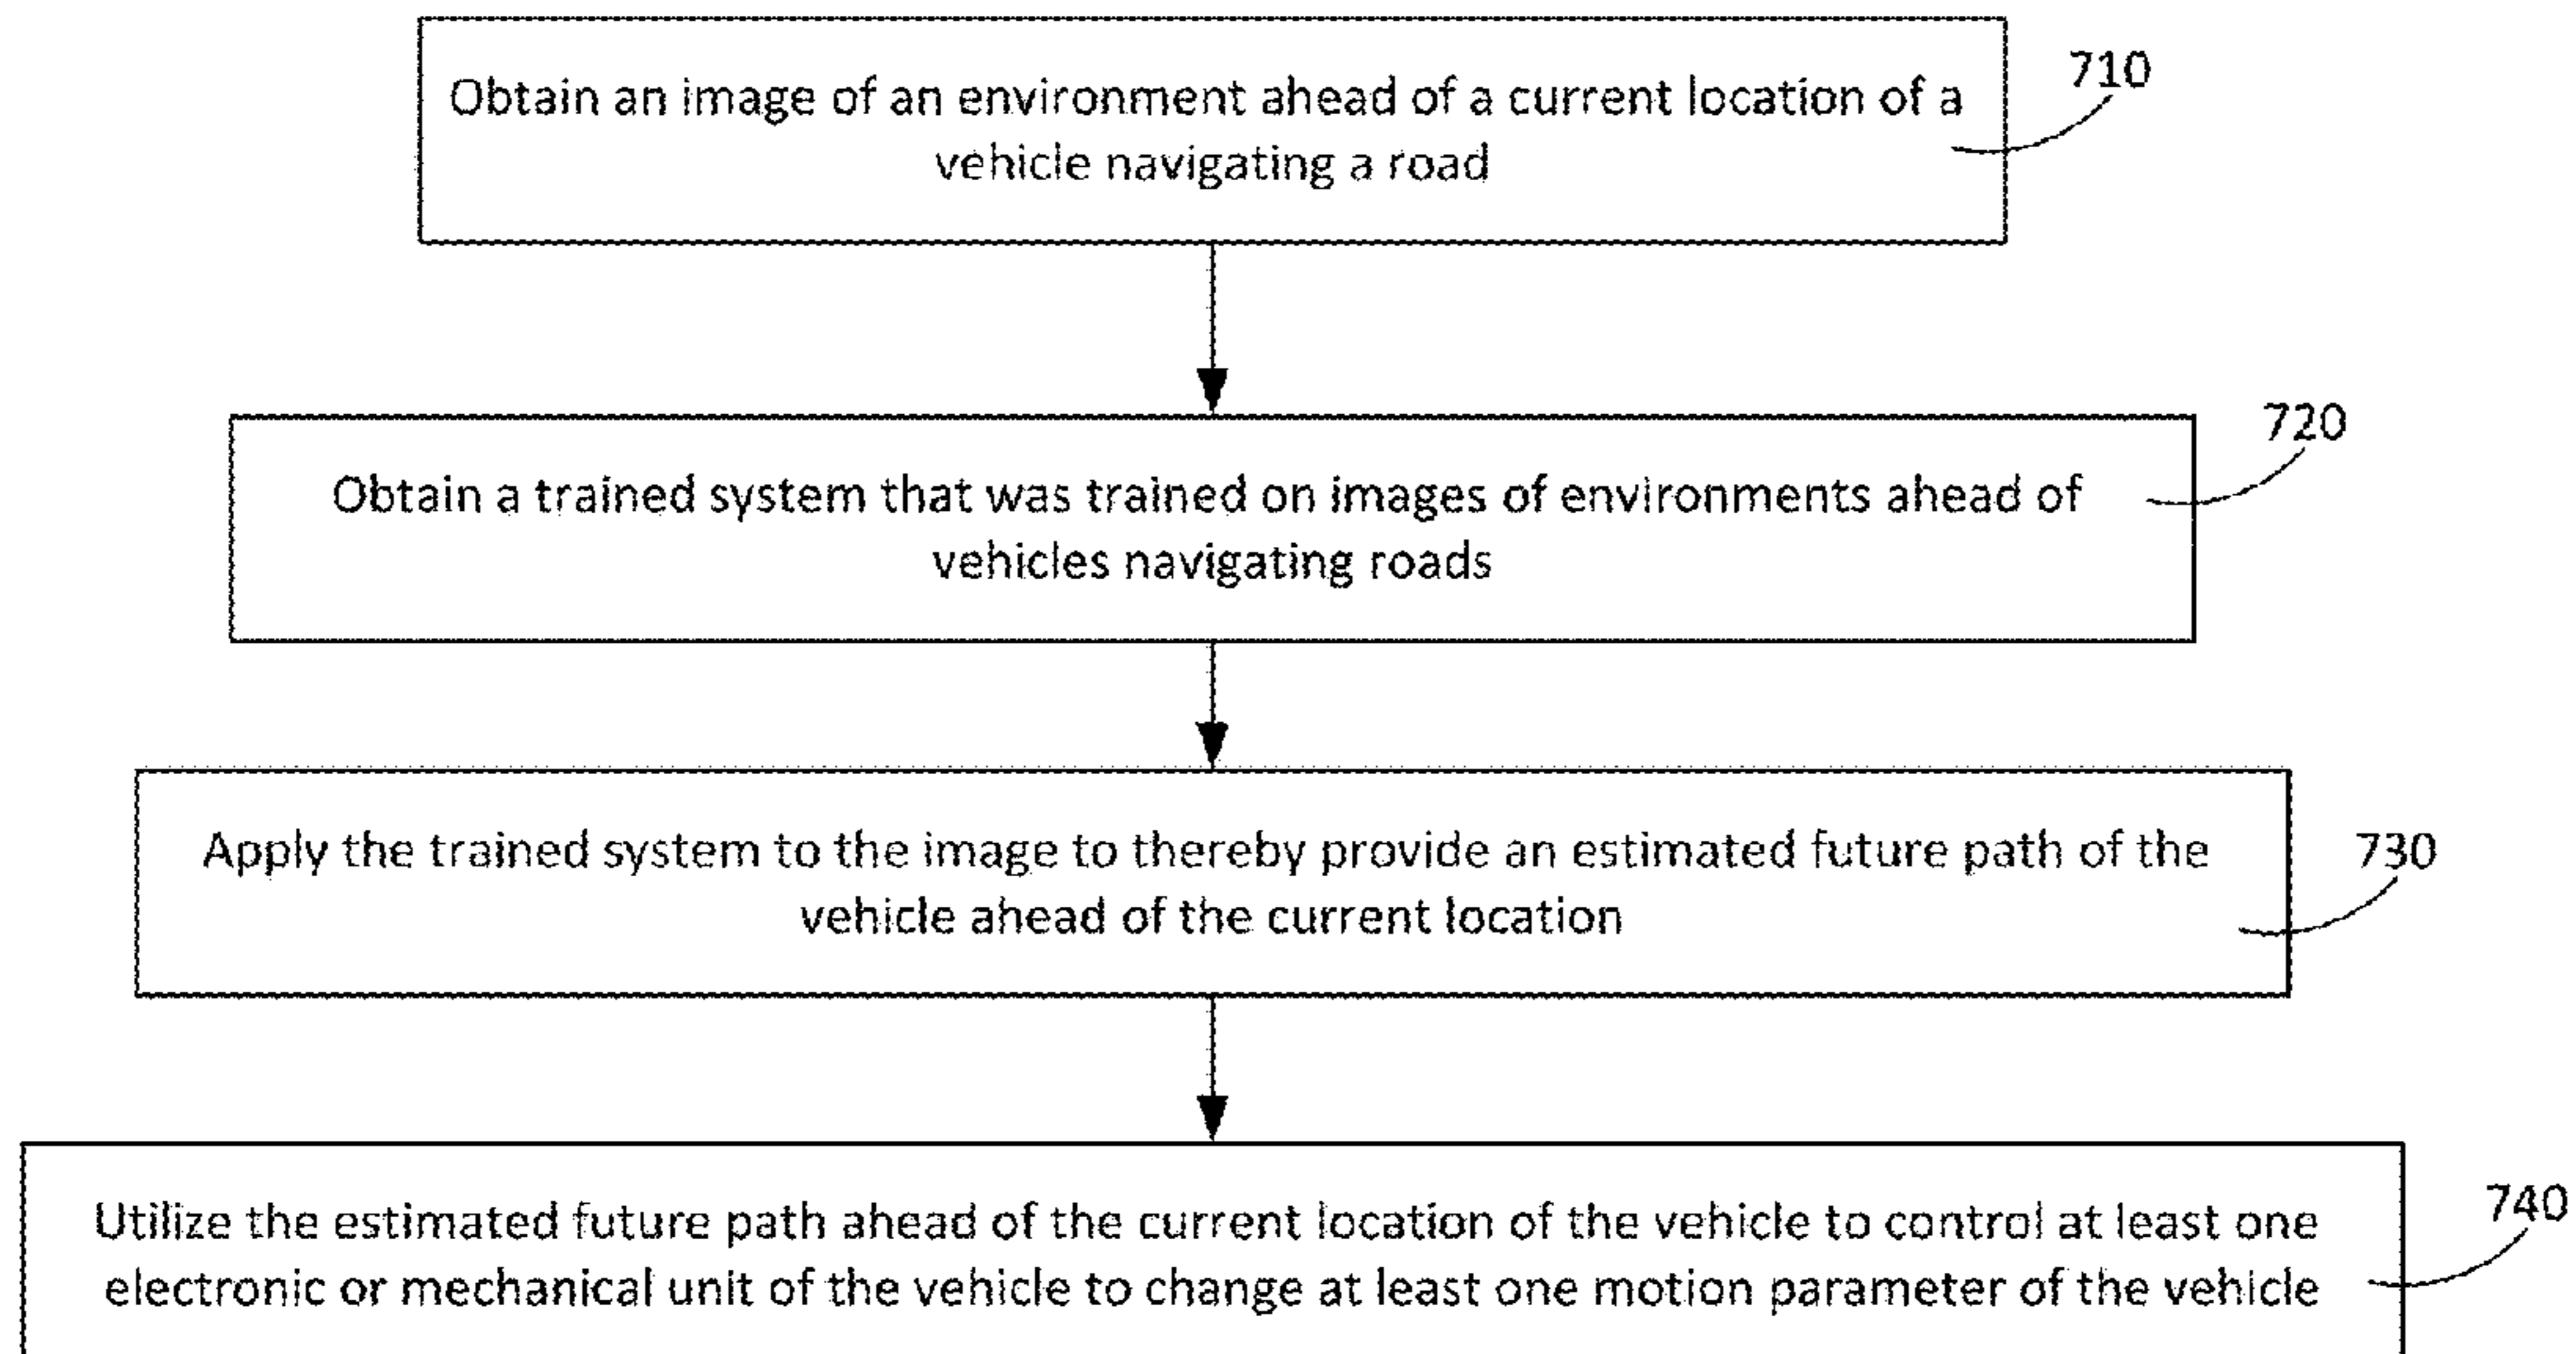 Obtain an image of an environment ahead of a current location of a
vehicle navigating a road
710
Obtain a trained system that was trained on images of environments ahead of
vehicles navigating roads
720
Apply the trained system to the image to thereby provide an estimated future path of the
vehicle ahead of the current location
730
Utilize the estimated future path ahead of the current location of the vehicle to control at least one
electronic or mechanical unit of the vehicle to change at least one motion parameter of the vehicle
740